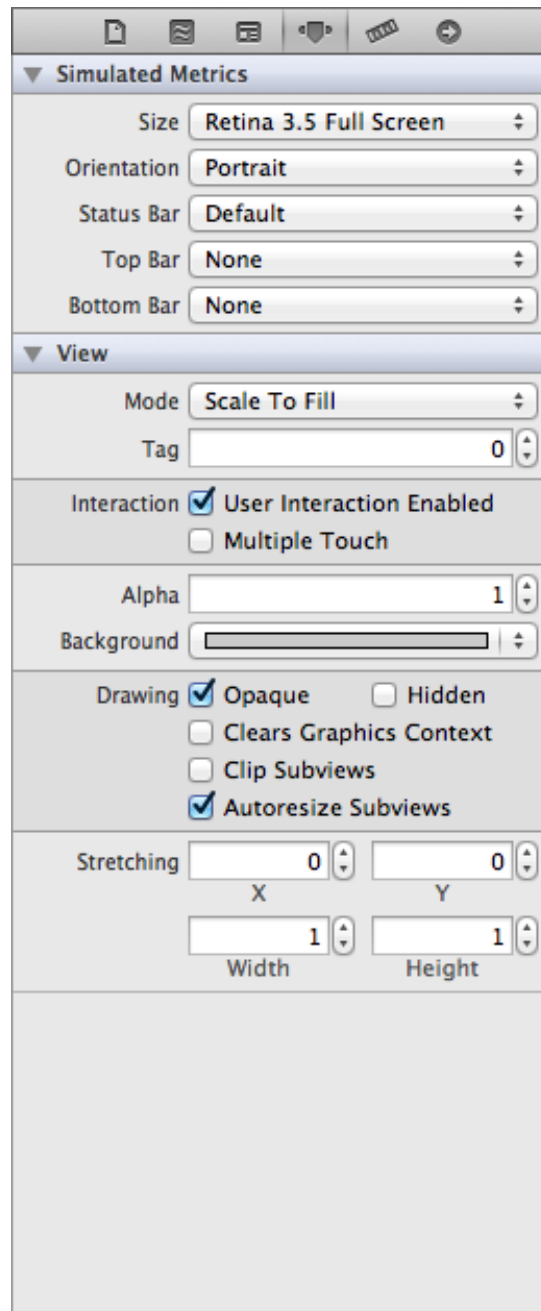 Simulated Metrics
Size Retina 3.5 Full Screen
Orientation Portrait
Status Bar Default
Top Bar None
Bottom Bar None
View
Mode Scale To Fill
Tag 0
Interaction User Interaction Enabled
Multiple Touch
Alpha 1
Background
Drawing Opaque Hidden
Clears Graphics Context
Clip Subviews
Autoresize Subviews
Stretching 0 0
X Y
1 1
Width Height